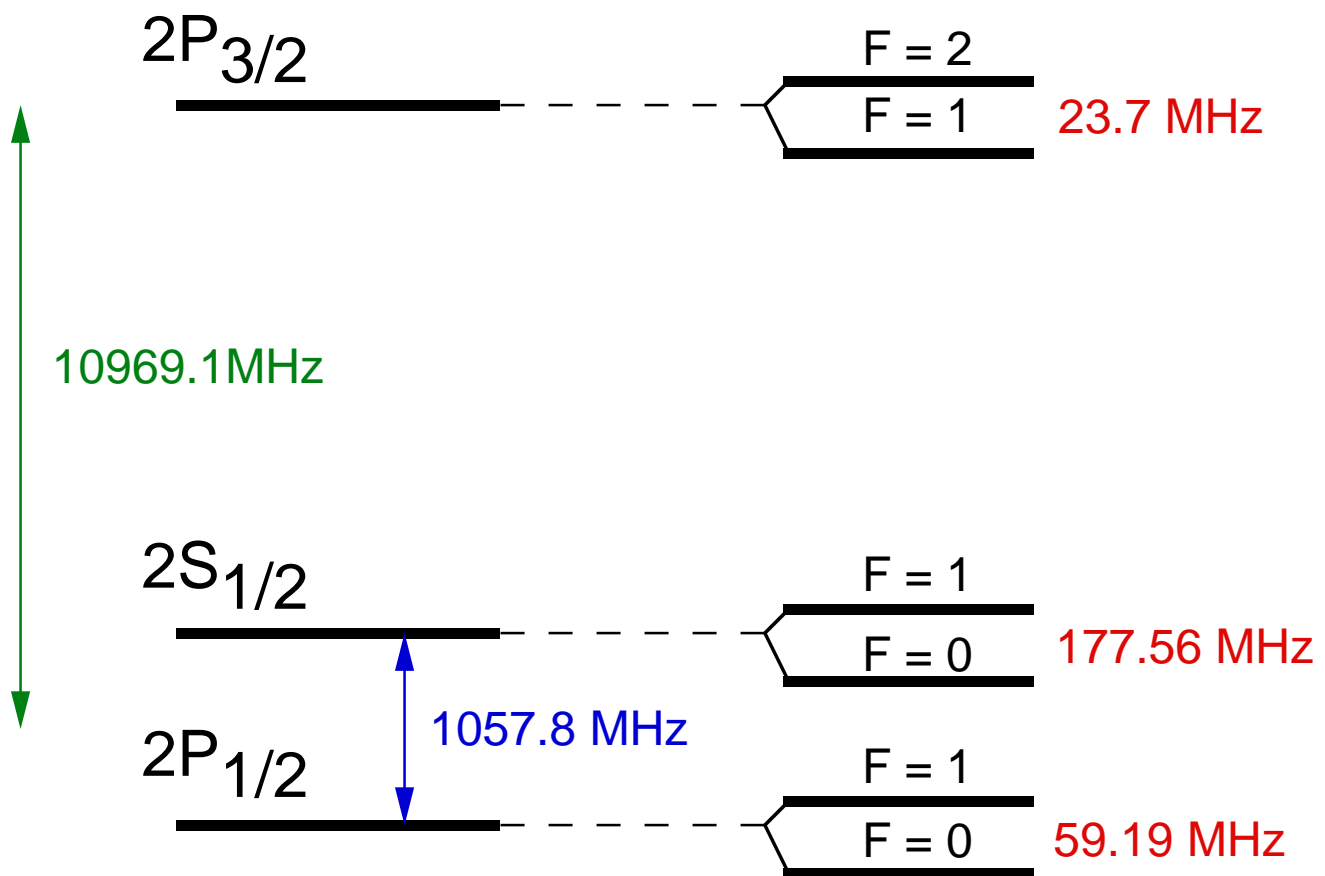 2P3/2
F = 2
F = 1
23.7 MHz
10969.1MHz
2S1/2
F = 1
F = 0
177.56 MHz
1057.8 MHz
2P1/2
F = 1
F = 0
59.19 MHz